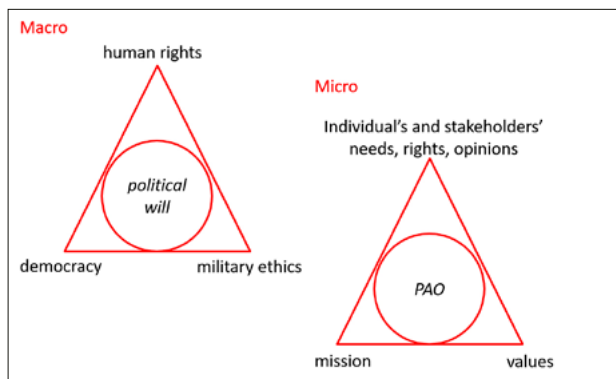 Macro
human rights
political
will
democracy
military ethics
Micro
Individual's and stakeholders'
needs, rights, opinions
PAO
mission
values